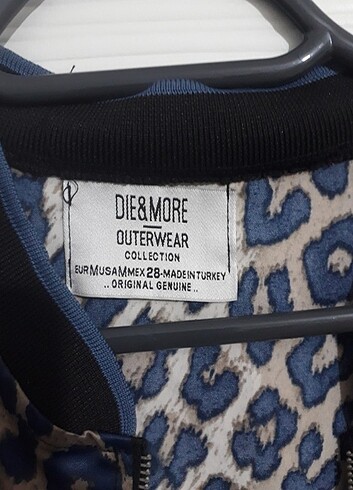 DIE&MORE
OUTERWEAR
COLLECTION
EUR M USA M MEX 28-MADE IN TURKEY
.. ORIGINAL GENUINE ..